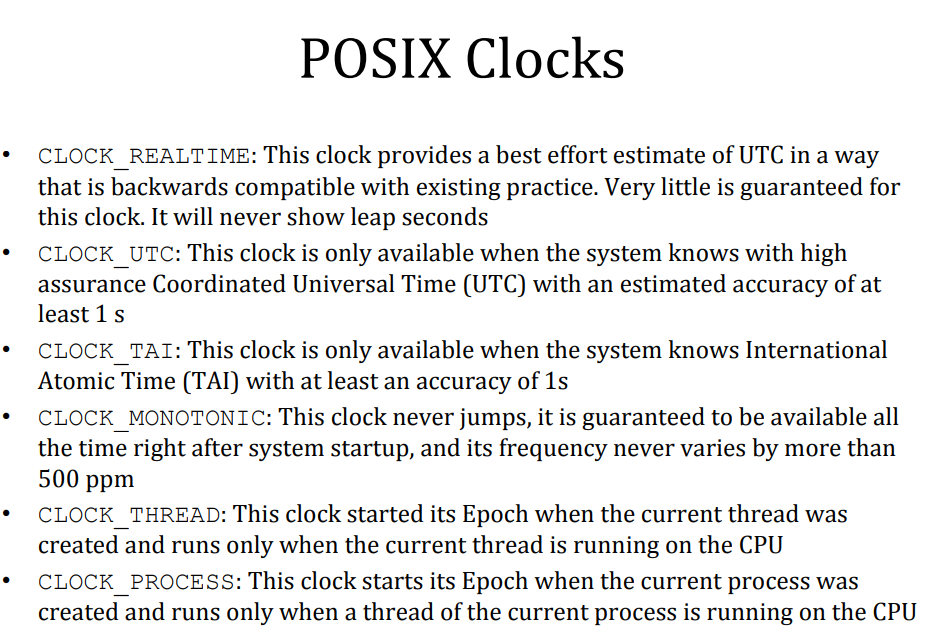 POSIX Clocks
• CLOCK_REALTIME: This clock provides a best effort estimate of UTC in a way
that is backwards compatible with existing practice. Very little is guaranteed for
this clock. It will never show leap seconds
• CLOCK_UTC: This clock is only available when the system knows with high
assurance Coordinated Universal Time (UTC) with an estimated accuracy of at
least 1 s
• CLOCK_TAI: This clock is only available when the system knows International
Atomic Time (TAI) with at least an accuracy of 1s
• CLOCK_MONOTONIC: This clock never jumps, it is guaranteed to be available all
the time right after system startup, and its frequency never varies by more than
500 ppm
• CLOCK_THREAD: This clock started its Epoch when the current thread was
created and runs only when the current thread is running on the CPU
• CLOCK_PROCESS: This clock starts its Epoch when the current process was
created and runs only when a thread of the current process is running on the CPU